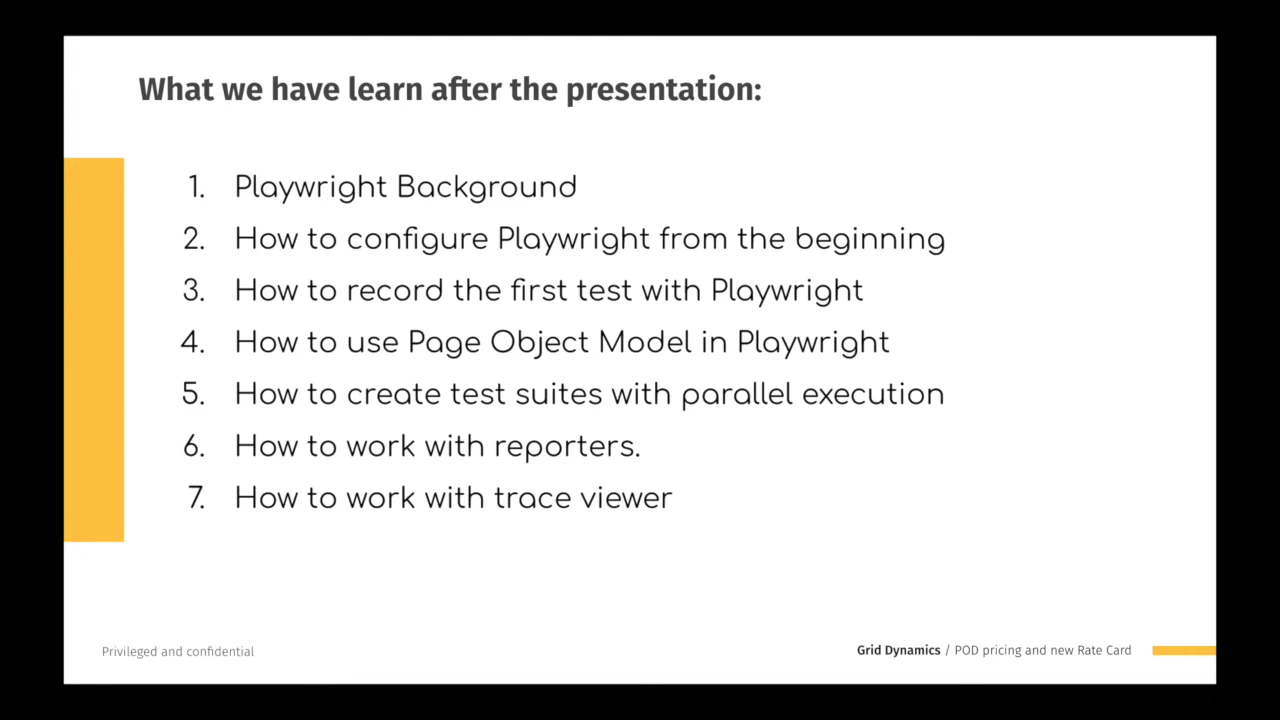 What we have learn after the presentation:
1. Playwright Background
2. How to configure Playwright from the beginning
3. How to record the first test with Playwright
4. How to use Page Object Model in Playwright
5. How to create test suites with parallel execution
6. How to work with reporters.
7. How to work with trace viewer
Privileged and confidential
Grid Dynamics / POD pricing and new Rate Card